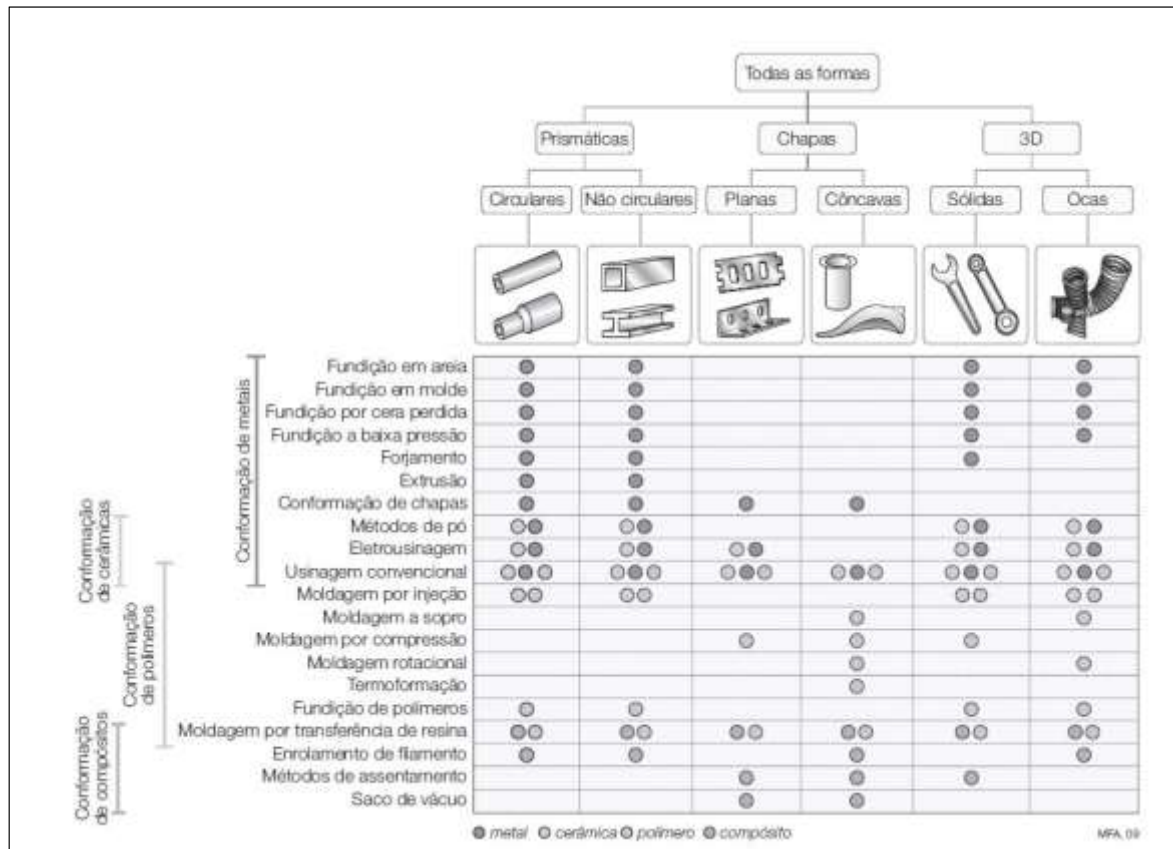 Todas as formas
Prismáticas Chapas 3D
Circulares Não circulares Planas Côncavas Sólidas Ocas
Conformação de metais
Conformação de cerâmicas
Conformação de polímeros
Conformação de compósitos
Fundição em areia
Fundição em molde
Fundição por cera perdida
Fundição a baixa pressão
Forjamento
Extrusão
Conformação de chapas
Métodos de pó
Eletrousinagem
Usinagem convencional
Moldagem por injeção
Moldagem a sopro
Moldagem por compressão
Moldagem rotacional
Termoformação
Fundição de polímeros
Moldagem por transferência de resina
Enrolamento de filamento
Métodos de assentamento
Saco de vácuo
metal cerâmica polímero compósito MFA, 09